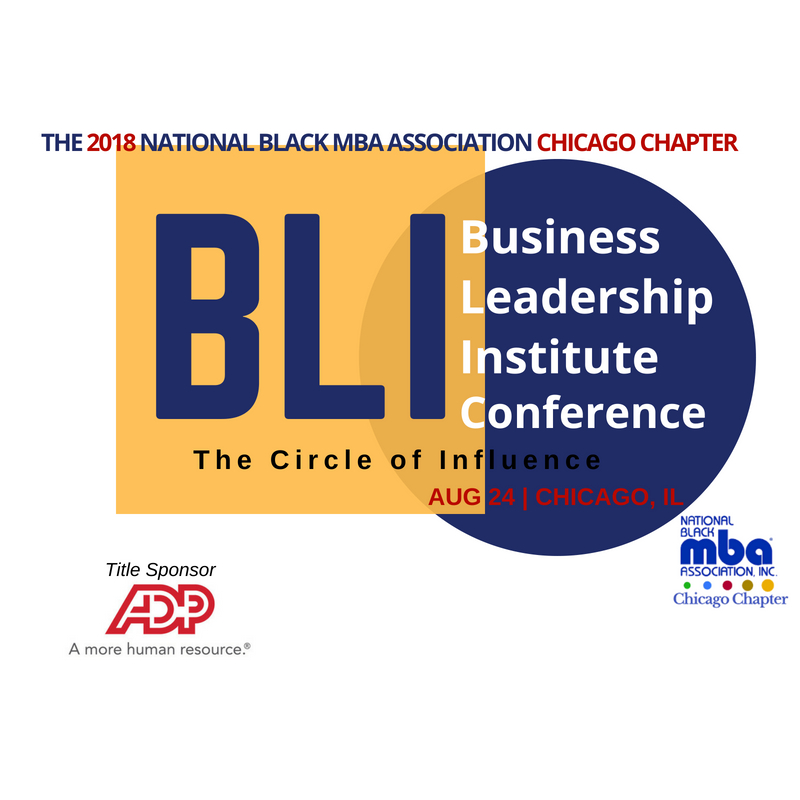 THE 2018 NATIONAL BLACK MBA ASSOCIATION CHICAGO CHAPTER
BLI
Business
Leadership
Institute
Conference
The Circle of Influence
AUG 24 | CHICAGO, IL
NATIONAL
BLACK
mba®
ASSOCIATION, INC.
Chicago Chapter
Title Sponsor
ADP
A more human resource.®